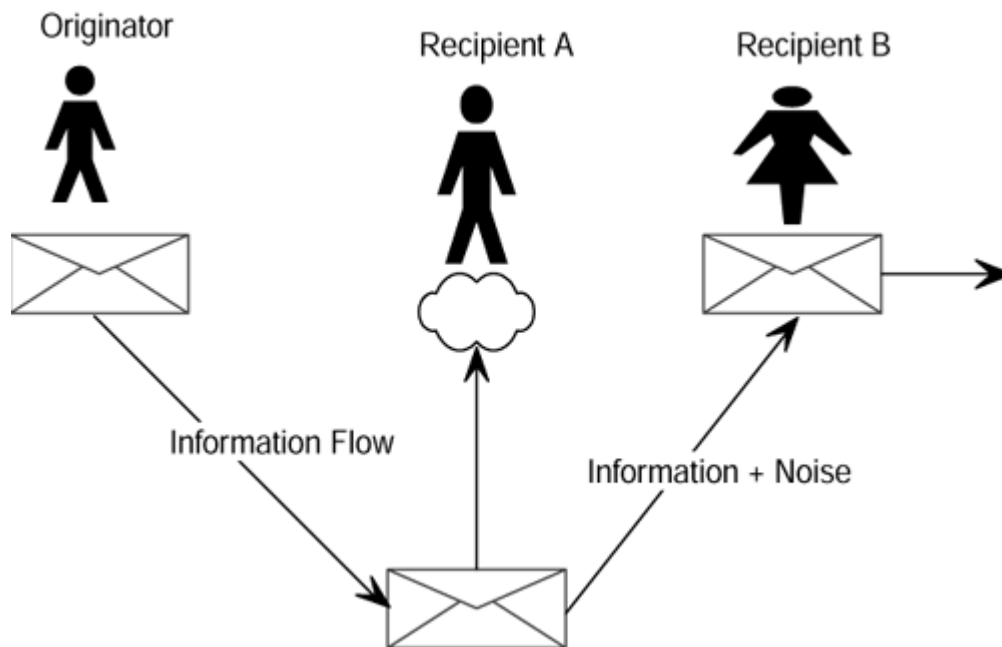 Originator
Recipient A
Recipient B
Information Flow
Information + Noise